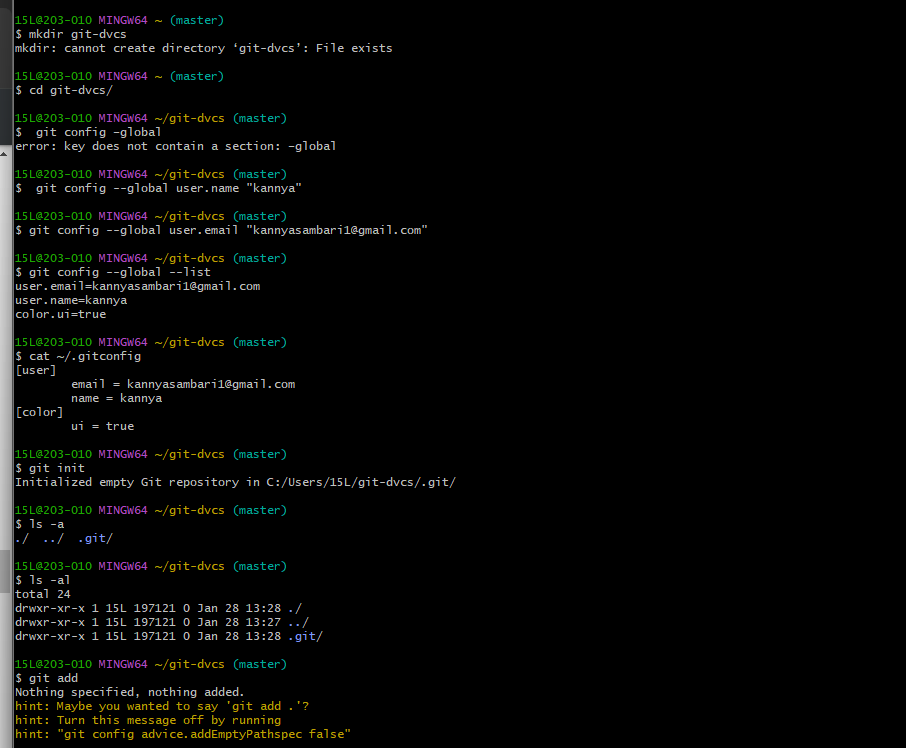 15L@203-010 MINGW64 ~ (master)
$ mkdir git-dvcs
mkdir: cannot create directory ‘git-dvcs’: File exists
15L@203-010 MINGW64 ~ (master)
$ cd git-dvcs/
15L@203-010 MINGW64 ~/git-dvcs (master)
$  git config –global
error: key does not contain a section: –global
15L@203-010 MINGW64 ~/git-dvcs (master)
$  git config --global user.name "kannya"
15L@203-010 MINGW64 ~/git-dvcs (master)
$ git config --global user.email "kannyasambari1@gmail.com"
15L@203-010 MINGW64 ~/git-dvcs (master)
$ git config --global --list
user.email=kannyasambari1@gmail.com
user.name=kannya
color.ui=true
15L@203-010 MINGW64 ~/git-dvcs (master)
$ cat ~/.gitconfig
[user]
        email = kannyasambari1@gmail.com
        name = kannya
[color]
        ui = true
15L@203-010 MINGW64 ~/git-dvcs (master)
$ git init
Initialized empty Git repository in C:/Users/15L/git-dvcs/.git/
15L@203-010 MINGW64 ~/git-dvcs (master)
$ ls -a
./  ../  .git/
15L@203-010 MINGW64 ~/git-dvcs (master)
$ ls -al
total 24
drwxr-xr-x 1 15L 197121 0 Jan 28 13:28 ./
drwxr-xr-x 1 15L 197121 0 Jan 28 13:27 ../
drwxr-xr-x 1 15L 197121 0 Jan 28 13:28 .git/
15L@203-010 MINGW64 ~/git-dvcs (master)
$ git add
Nothing specified, nothing added.
hint: Maybe you wanted to say 'git add .'?
hint: Turn this message off by running
hint: "git config advice.addEmptyPathspec false"